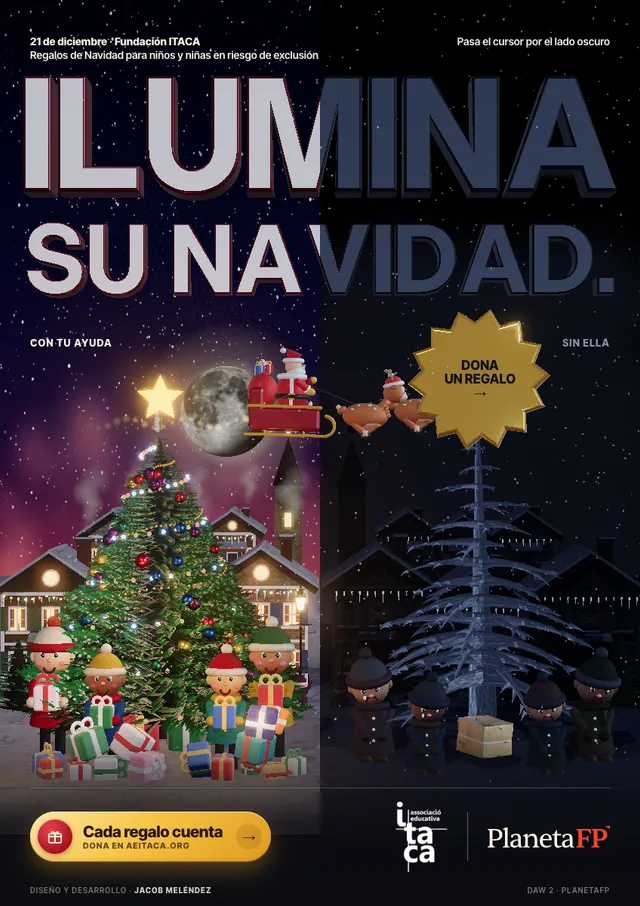 21 de diciembre · Fundación ITACA
Regalos de Navidad para niños y niñas en riesgo de exclusión
Pasa el cursor por el lado oscuro
ILUMINA
SU NAVIDAD.
CON TU AYUDA
SIN ELLA
DONA
UN REGALO
→
Cada regalo cuenta
DONA EN AEITACA.ORG
→
associació
educativa
itaca
PlanetaFP
DISEÑO Y DESARROLLO · JACOB MELÉNDEZ
DAW 2 · PLANETAFP